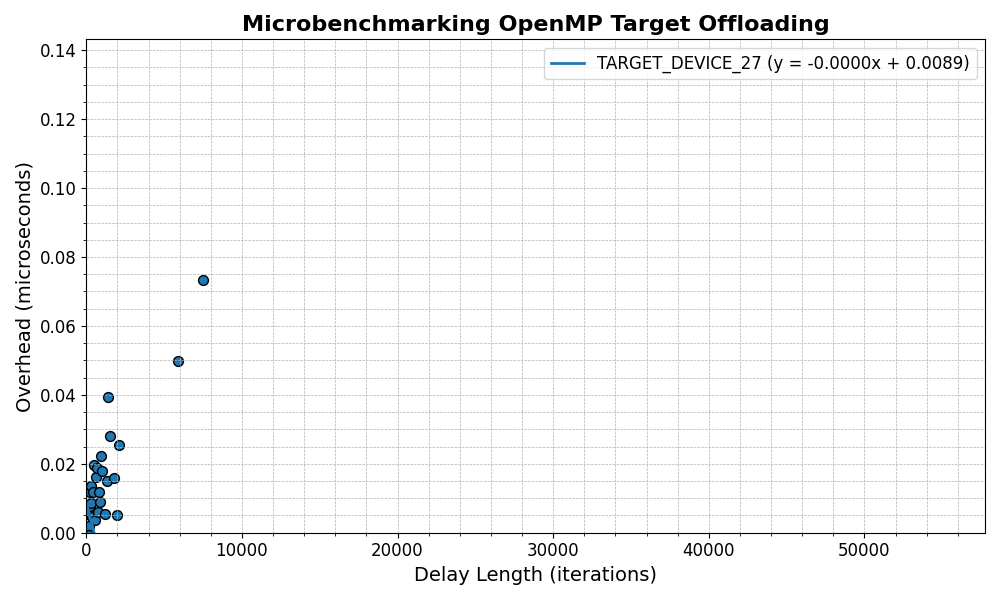 Microbenchmarking OpenMP Target Offloading
TARGET_DEVICE_27 (y = -0.0000x + 0.0089)
Overhead (microseconds)
0.14
0.12
0.10
0.08
0.06
0.04
0.02
0.00
0 10000 20000 30000 40000 50000
Delay Length (iterations)